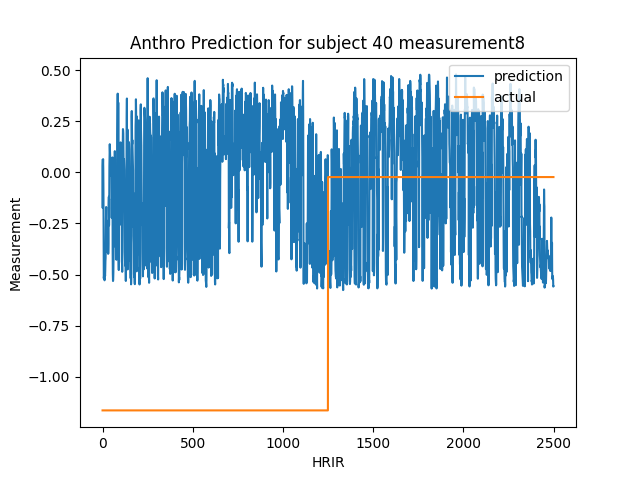 Anthro Prediction for subject 40 measurement8
prediction
actual
0.50
0.25
0.00
−0.25
−0.50
−0.75
−1.00
Measurement
0
500
1000
1500
2000
2500
HRIR